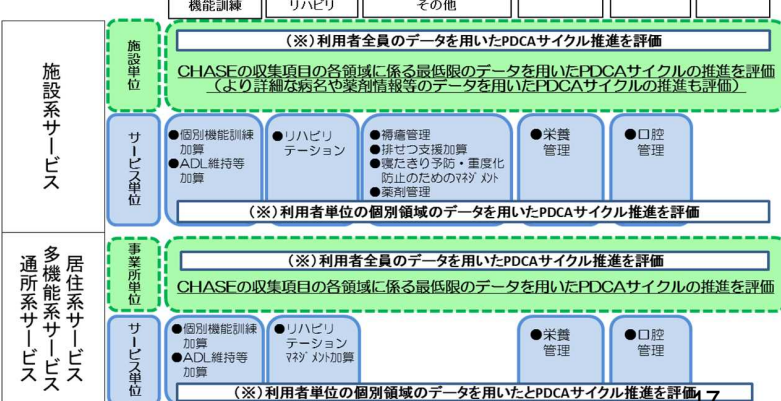 機能訓練
リハビリ
その他
施設系サービス
施設単位
(※)利用者全員のデータを用いたPDCAサイクル推進を評価
CHASEの収集項目の各領域に係る最低限のデータを用いたPDCAサイクルの推進を評価
(より詳細な病名や薬剤情報等のデータを用いたPDCAサイクルの推進も評価)
サービス単位
●個別機能訓練
加算
●ADL維持等
加算
●リハビリ
テーション
●褥瘡管理
●排せつ支援加算
●寝たきり予防・重度化
防止のためのマネジメント
●薬剤管理
●栄養
管理
●口腔
管理
(※)利用者単位の個別領域のデータを用いたPDCAサイクル推進を評価
居住系サービス
多機能系サービス
通所系サービス
事業所単位
(※)利用者全員のデータを用いたPDCAサイクル推進を評価
CHASEの収集項目の各領域に係る最低限のデータを用いたPDCAサイクルの推進を評価
サービス単位
●個別機能訓練
加算
●ADL維持等
加算
●リハビリ
テーション
マネジメント加算
●栄養
管理
●口腔
管理
(※)利用者単位の個別領域のデータを用いたとPDCAサイクル推進を評価
17